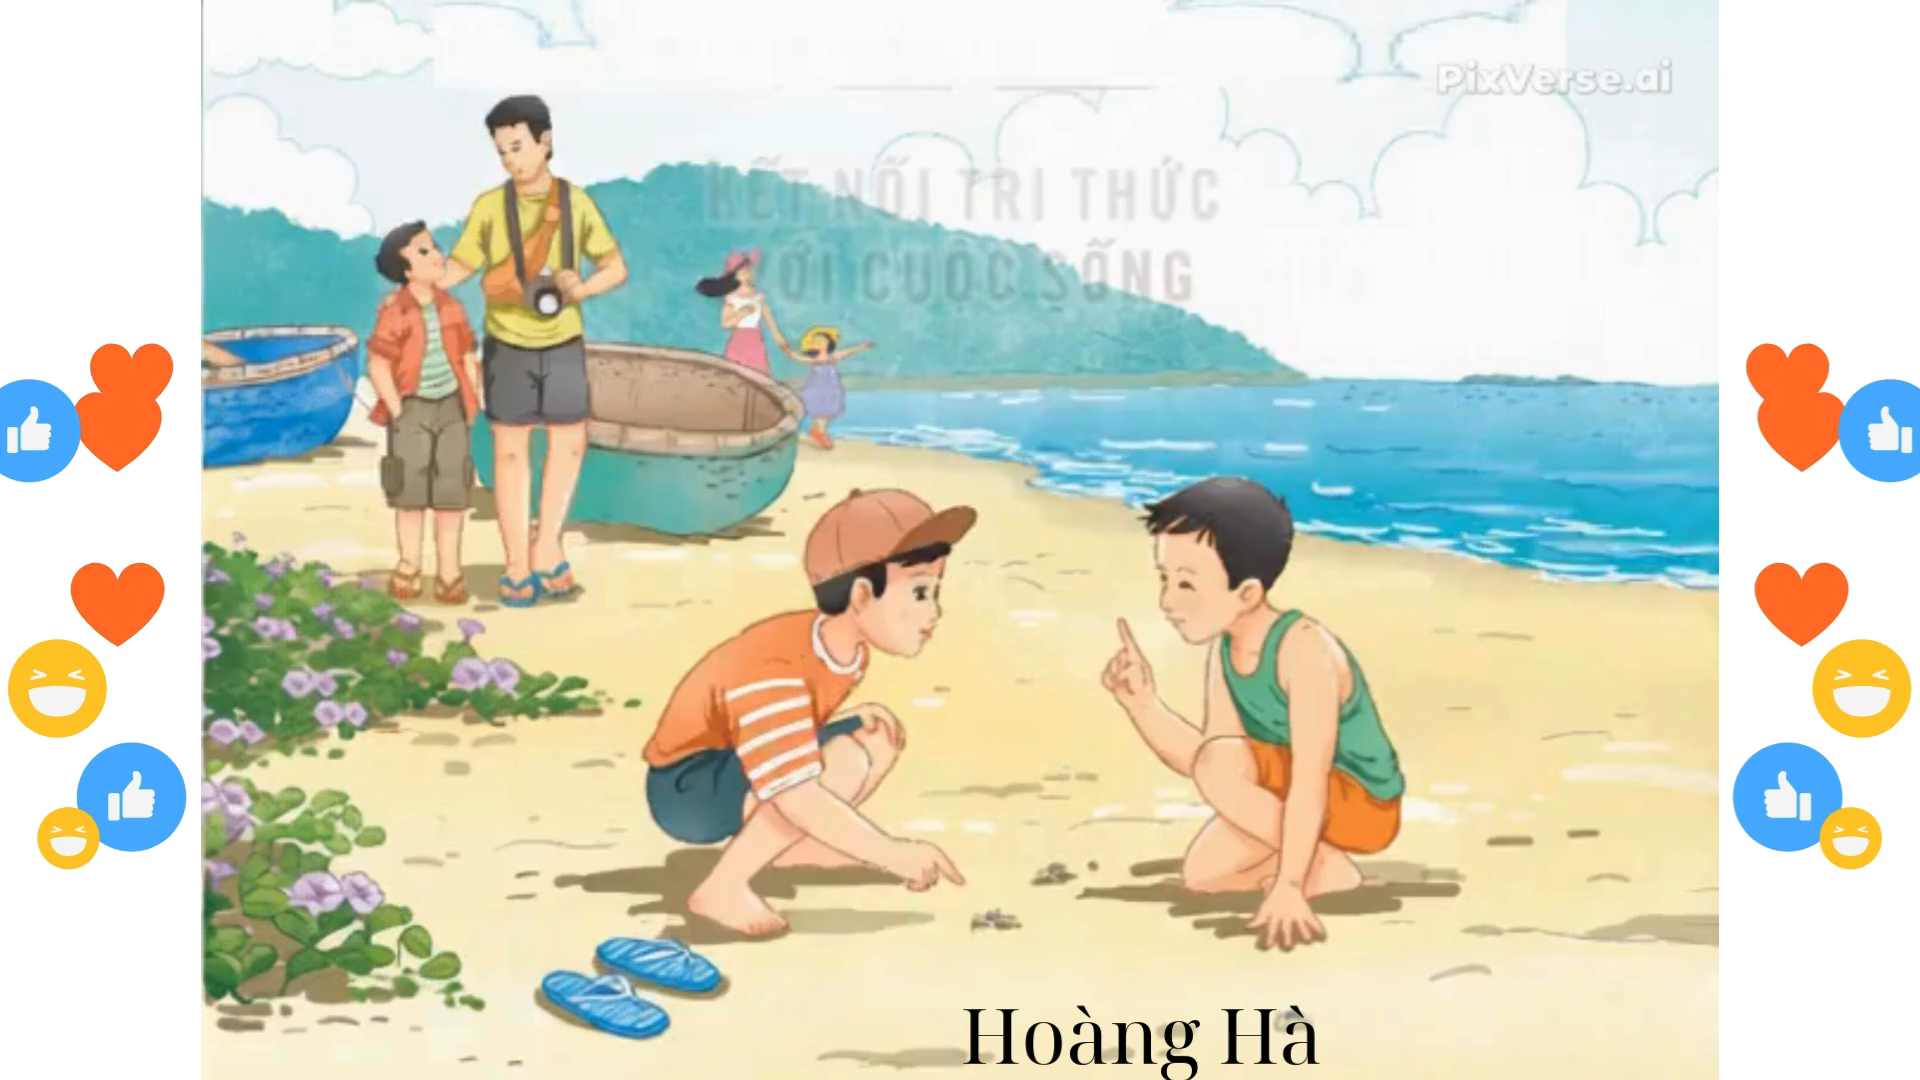 PixVerse.ai
KẾT NỐI TRI THỨC
VỚI CUỘC SỐNG
Hoàng Hà